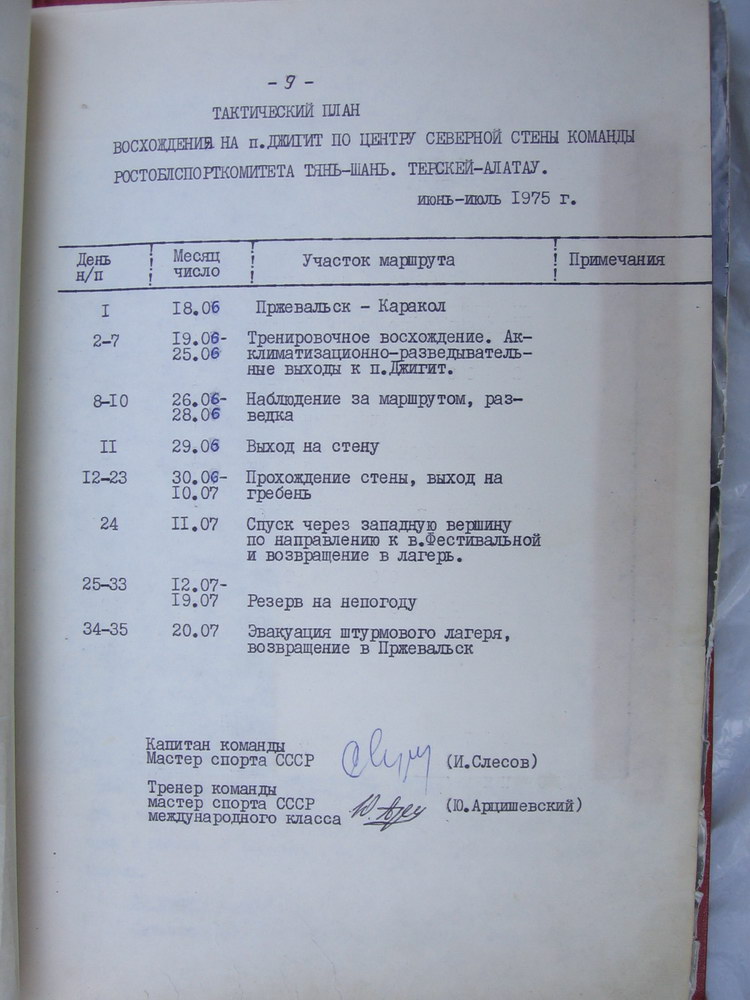 - 9 -
ТАКТИЧЕСКИЙ ПЛАН
ВОСХОЖДЕНИЯ НА п.ДЖИГИТ ПО ЦЕНТРУ СЕВЕРНОЙ СТЕНЫ КОМАНДЫ
РОСТОБЛСПОРТКОМИТЕТА ТЯНЬ-ШАНЬ. ТЕРСКЕЙ-АЛАТАУ.
июнь-июль 1975 г.
День н/п ! Месяц число ! Участок маршрута ! Примечания
I 18.06 Пржевальск - Каракол
2-7 19.06- Тренировочное восхождение. Ак-
25.06 климатизационно-разведыватель-
ные выходы к п.Джигит.
8-10 26.06- Наблюдение за маршрутом, раз-
28.06 ведка
II 29.06 Выход на стену
12-23 30.06- Прохождение стены, выход на
10.07 гребень
24 II.07 Спуск через западную вершину
по направлению к в.Фестивальной
и возвращение в лагерь.
25-33 12.07-
19.07 Резерв на непогоду
34-35 20.07 Эвакуация штурмового лагеря,
возвращение в Пржевальск
Капитан команды
Мастер спорта СССР (И.Слесов)
Тренер команды
мастер спорта СССР (Ю.Арцишевский)
международного класса